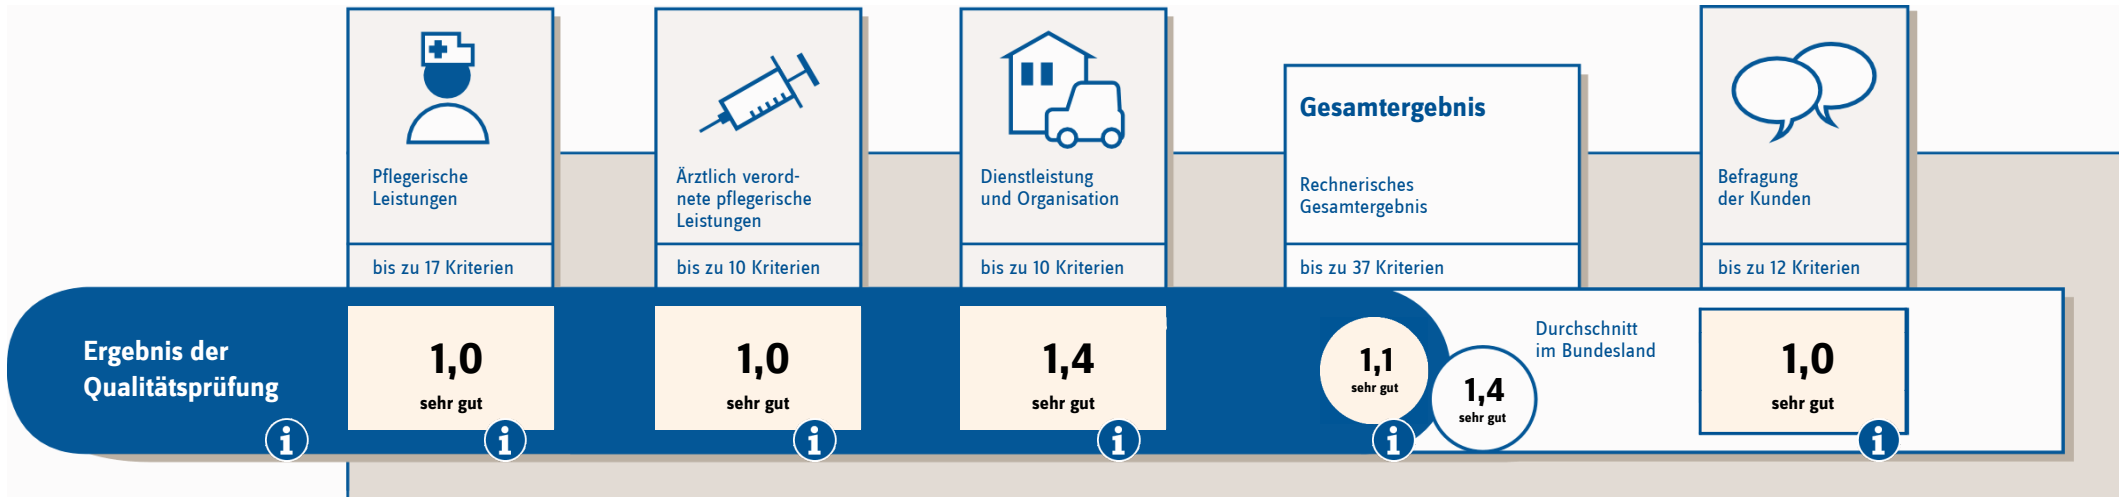 Pflegerische
Leistungen
bis zu 17 Kriterien
Ärztlich verord-
nete pflegerische
Leistungen
bis zu 10 Kriterien
Dienstleistung
und Organisation
bis zu 10 Kriterien
Gesamtergebnis
Rechnerisches
Gesamtergebnis
bis zu 37 Kriterien
Befragung
der Kunden
bis zu 12 Kriterien
Ergebnis der
Qualitätsprüfung
1,0
sehr gut
1,0
sehr gut
1,4
sehr gut
1,1
sehr gut
1,4
sehr gut
Durchschnitt
im Bundesland
1,0
sehr gut